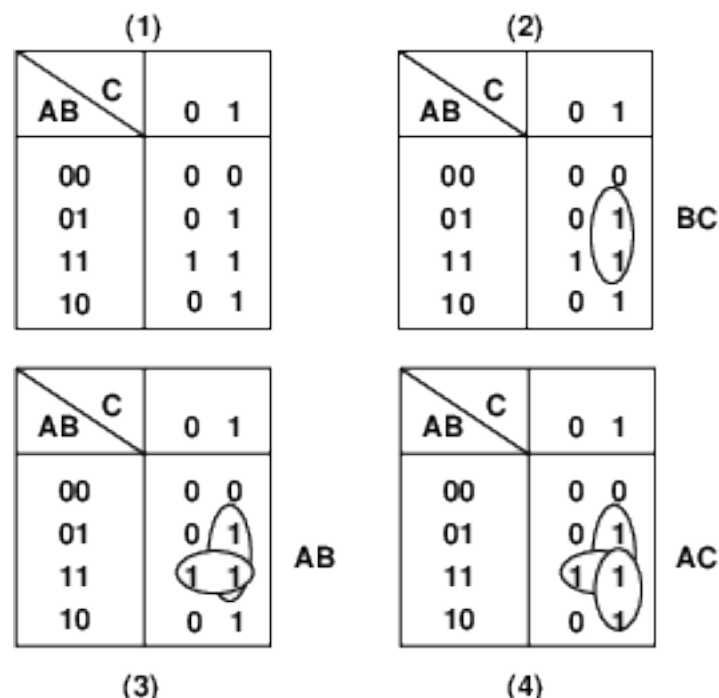 (1) (2)
C C
AB 0 1 AB 0 1
00 0 0 00 0 0
01 0 1 01 0 1 BC
11 1 1 11 1 1
10 0 1 10 0 1
C C
AB 0 1 AB 0 1
00 0 0 00 0 0
01 0 1 01 0 1
AB AC
11 1 1 11 1 1
10 0 1 10 0 1
(3) (4)